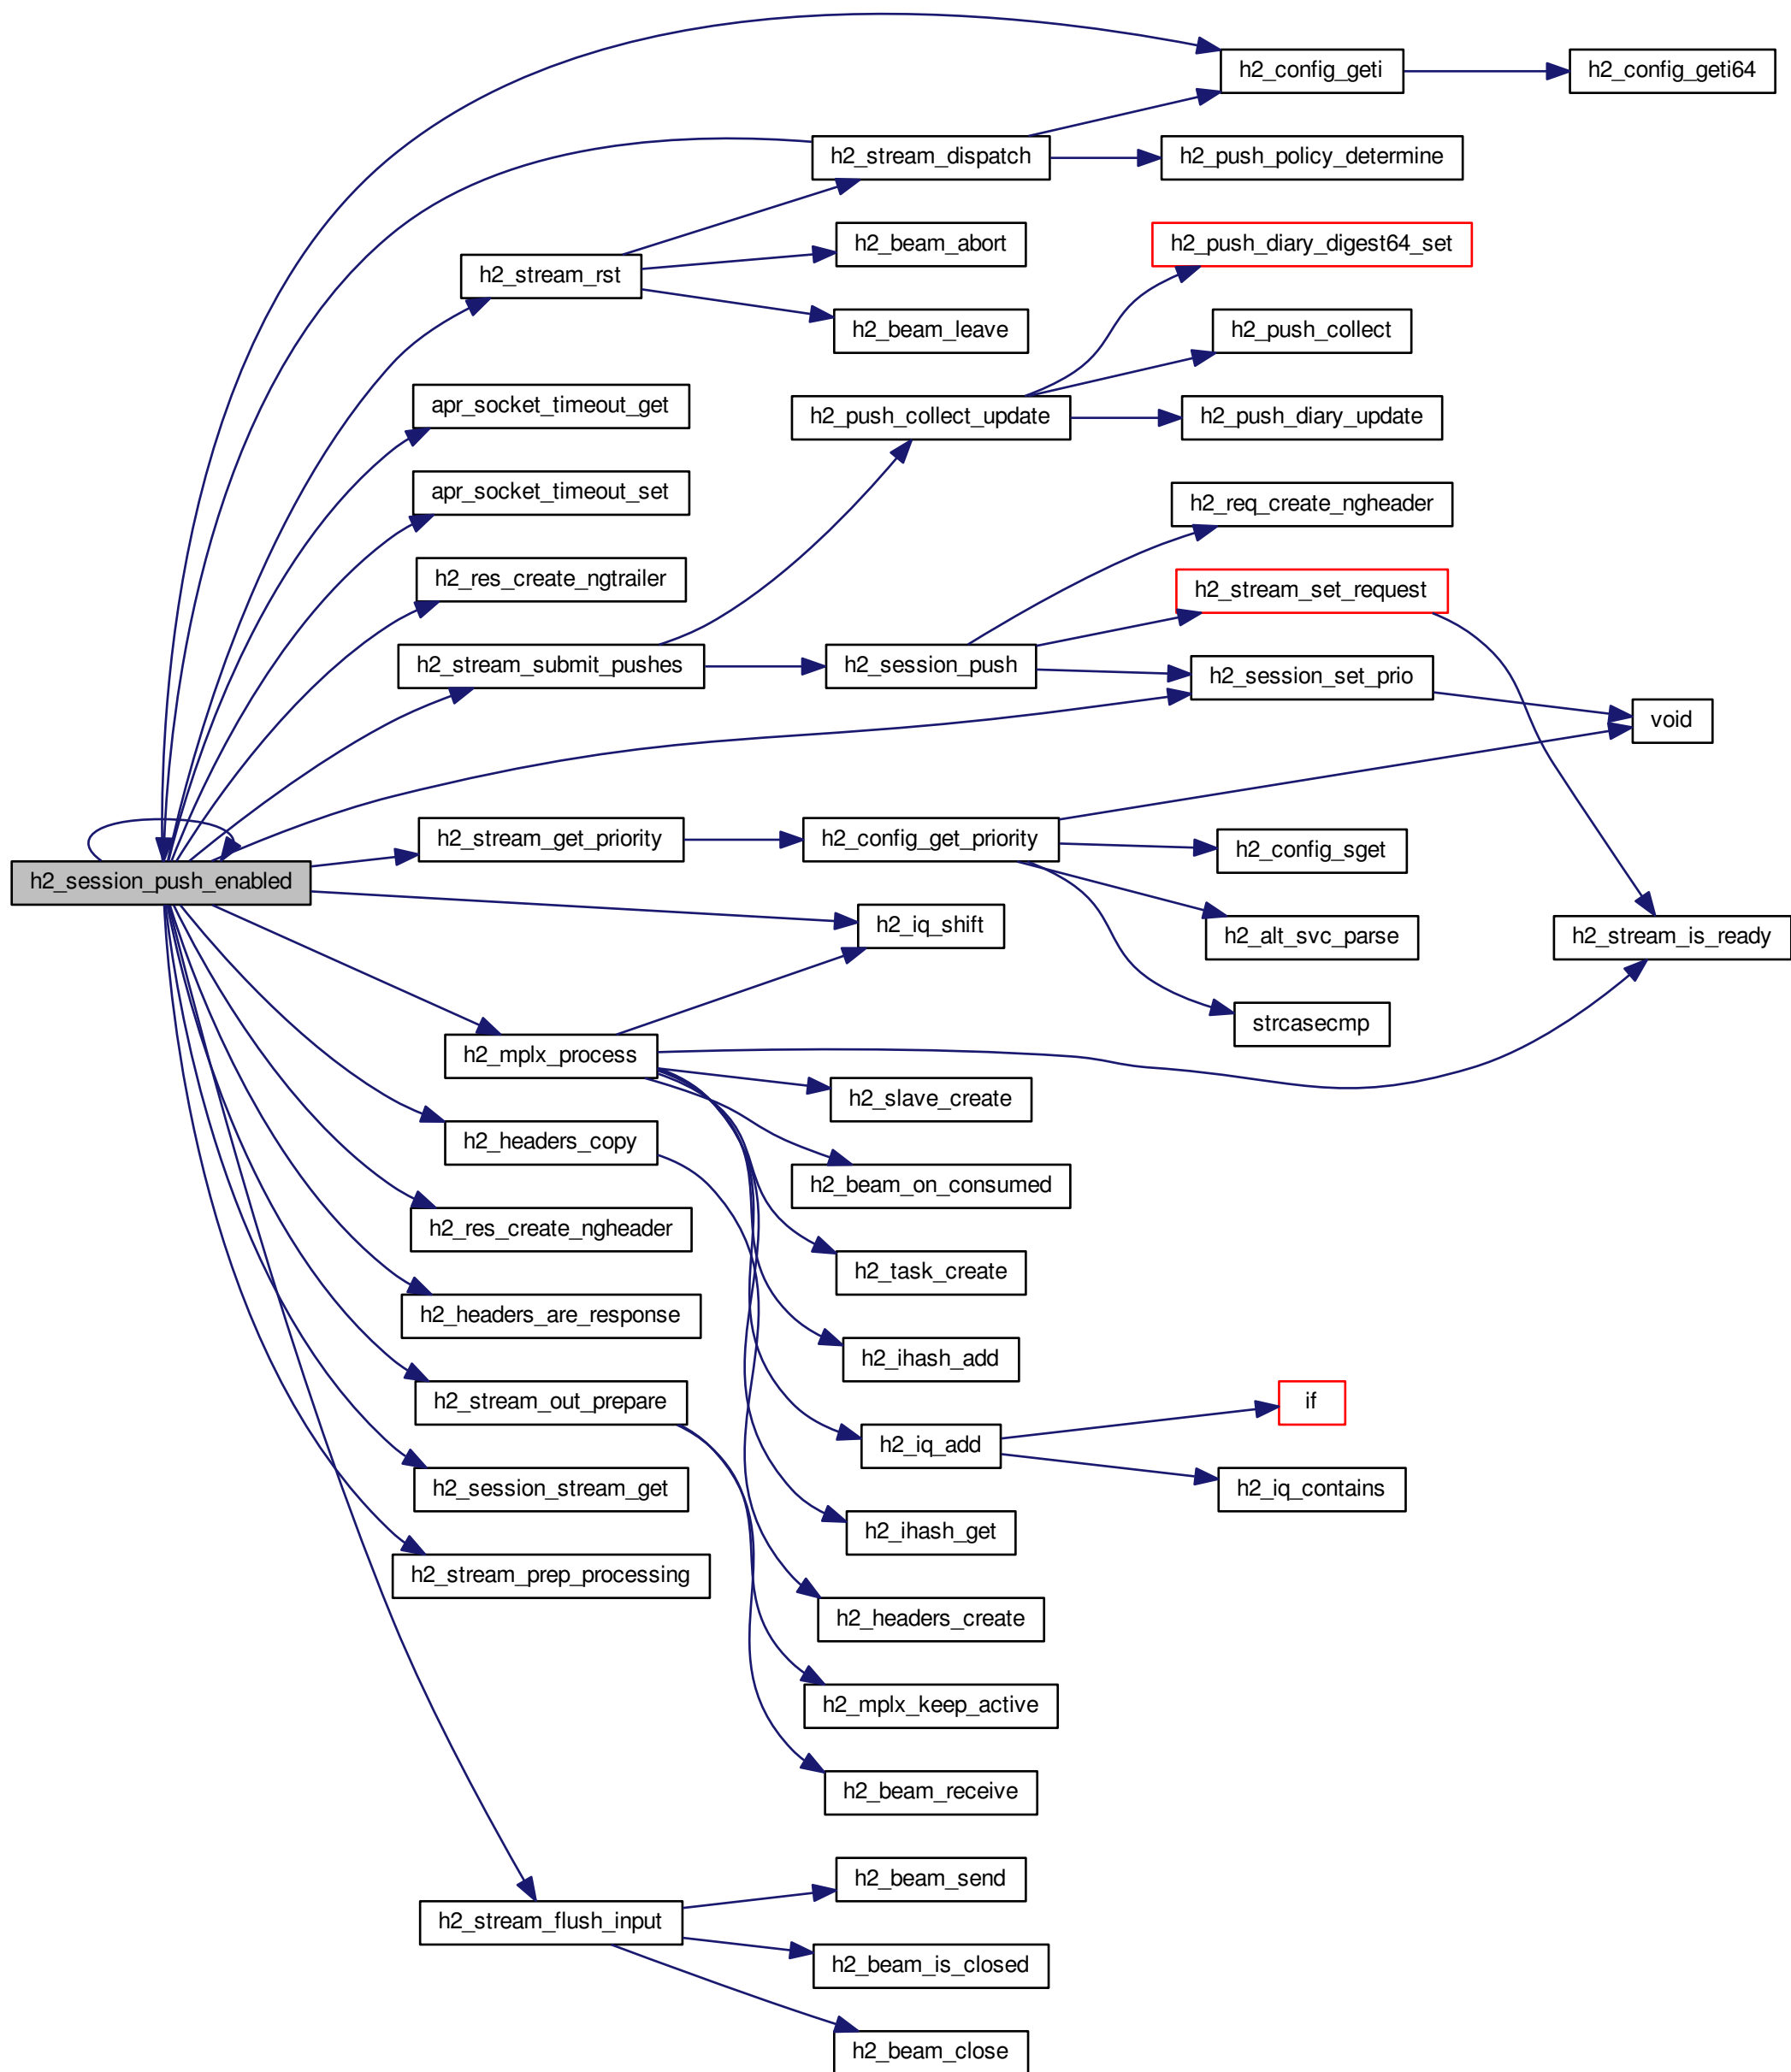 h2_config_geti
h2_config_geti64
h2_stream_dispatch
h2_push_policy_determine
h2_beam_abort
h2_push_diary_digest64_set
h2_stream_rst
h2_beam_leave
h2_push_collect
apr_socket_timeout_get
h2_push_collect_update
h2_push_diary_update
apr_socket_timeout_set
h2_req_create_ngheader
h2_res_create_ngtrailer
h2_stream_set_request
h2_stream_submit_pushes
h2_session_push
h2_session_set_prio
void
h2_stream_get_priority
h2_config_get_priority
h2_config_sget
h2_session_push_enabled
h2_iq_shift
h2_alt_svc_parse
h2_stream_is_ready
strcasecmp
h2_mplx_process
h2_slave_create
h2_headers_copy
h2_beam_on_consumed
h2_res_create_ngheader
h2_task_create
h2_headers_are_response
h2_ihash_add
h2_stream_out_prepare
if
h2_iq_add
h2_session_stream_get
h2_iq_contains
h2_ihash_get
h2_stream_prep_processing
h2_headers_create
h2_mplx_keep_active
h2_beam_receive
h2_beam_send
h2_stream_flush_input
h2_beam_is_closed
h2_beam_close